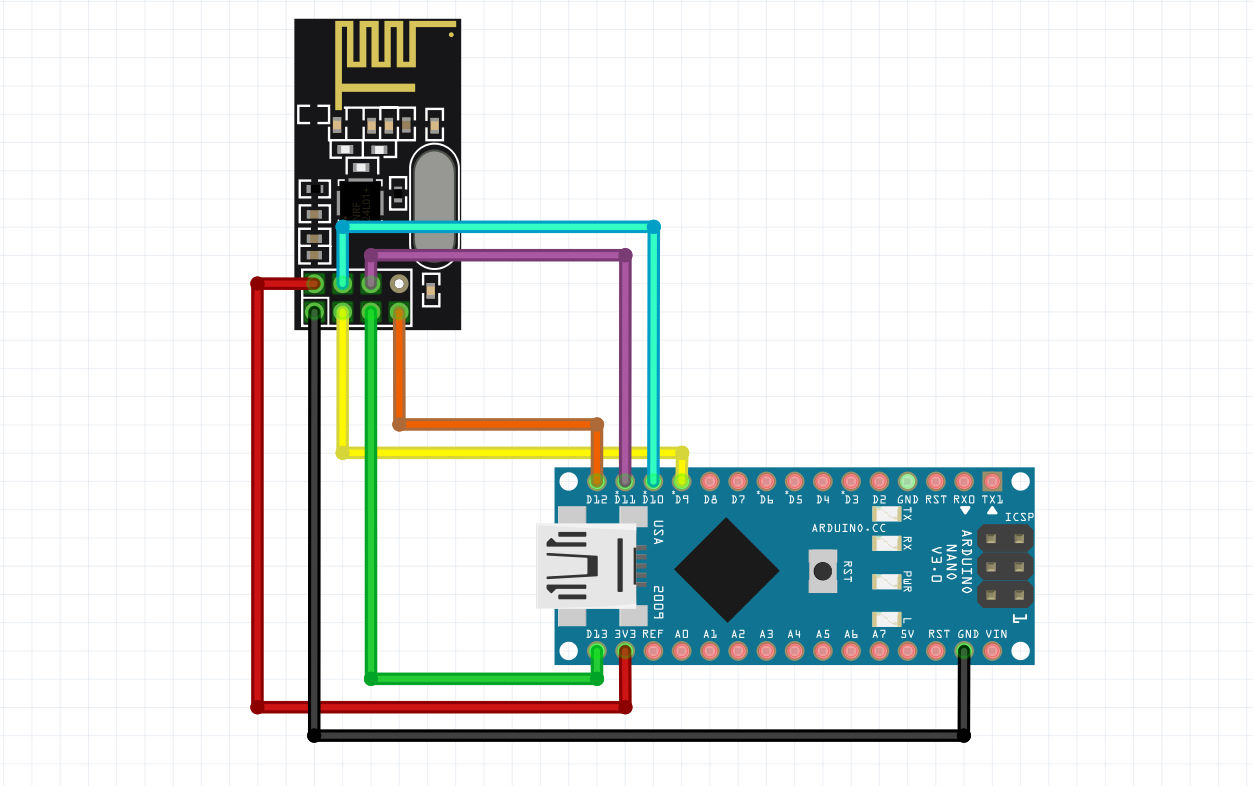 NRF
24L01+
D12 D11 D10 D9 D8 D7 D6 D5 D4 D3 D2 GND RST RX0 TX1
ICSP
USA
TX
ARDUINO.CC
RX
RST
PWR
ARDUINO
NANO
V3.0
2009
L
1
D13 3V3 REF A0 A1 A2 A3 A4 A5 A6 A7 5V RST GND VIN